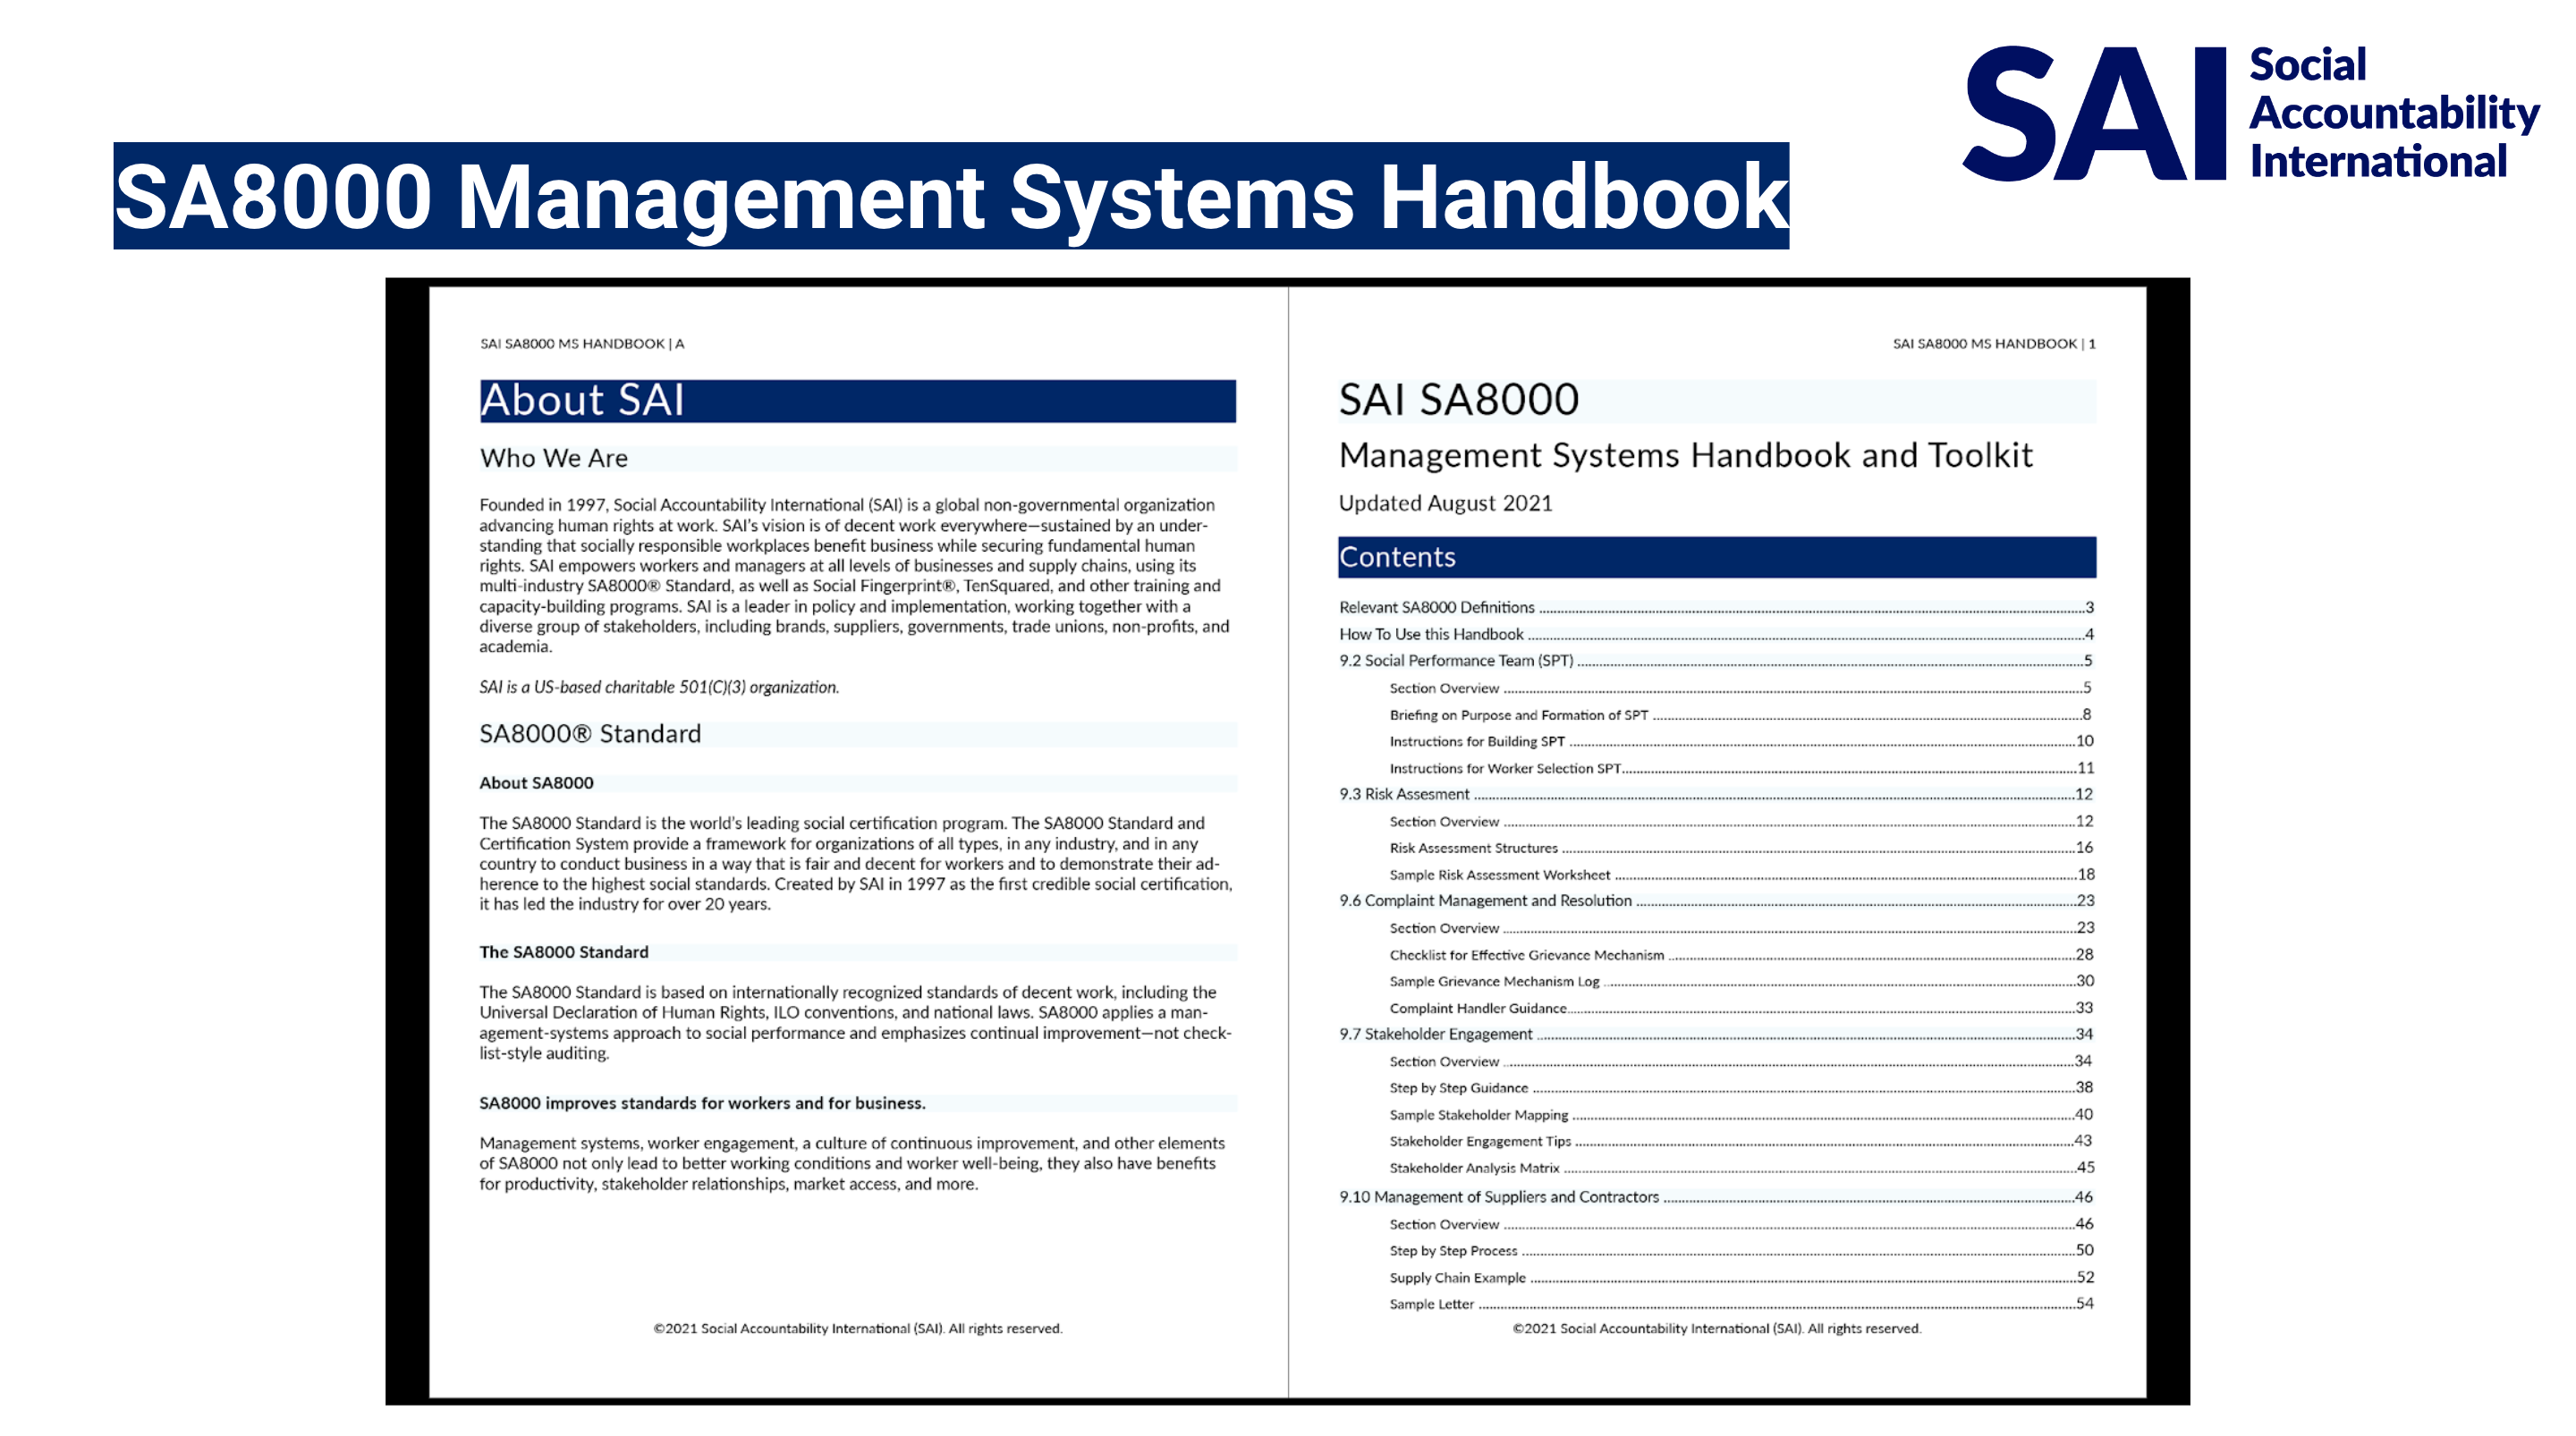 SAI Social
Accountability
International
SA8000 Management Systems Handbook
SAI SA8000 MS HANDBOOK | A
About SAI
Who We Are
Founded in 1997, Social Accountability International (SAI) is a global non-governmental organization
advancing human rights at work. SAI's vision is of decent work everywhere—sustained by an under-
standing that socially responsible workplaces benefit business while securing fundamental human
rights. SAI empowers workers and managers at all levels of businesses and supply chains, using its
multi-industry SA8000® Standard, as well as Social Fingerprint®, TenSquared, and other training and
capacity-building programs. SAI is a leader in policy and implementation, working together with a
diverse group of stakeholders, including brands, suppliers, governments, trade unions, non-profits, and
academia.
SAI is a US-based charitable 501(C)(3) organization.
SA8000® Standard
About SA8000
The SA8000 Standard is the world's leading social certification program. The SA8000 Standard and
Certification System provide a framework for organizations of all types, in any industry, and in any
country to conduct business in a way that is fair and decent for workers and to demonstrate their ad-
herence to the highest social standards. Created by SAI in 1997 as the first credible social certification,
it has led the industry for over 20 years.
The SA8000 Standard
The SA8000 Standard is based on internationally recognized standards of decent work, including the
Universal Declaration of Human Rights, ILO conventions, and national laws. SA8000 applies a man-
agement-systems approach to social performance and emphasizes continual improvement—not check-
list-style auditing.
SA8000 improves standards for workers and for business.
Management systems, worker engagement, a culture of continuous improvement, and other elements
of SA8000 not only lead to better working conditions and worker well-being, they also have benefits
for productivity, stakeholder relationships, market access, and more.
©2021 Social Accountability International (SAI). All rights reserved.
SAI SA8000 MS HANDBOOK | 1
SAI SA8000
Management Systems Handbook and Toolkit
Updated August 2021
Contents
Relevant SA8000 Definitions ........ 3
How To Use this Handbook ........ 4
9.2 Social Performance Team (SPT) ........ 5
Section Overview ........ 5
Briefing on Purpose and Formation of SPT ........ 8
Instructions for Building SPT ........ 10
Instructions for Worker Selection SPT ........ 11
9.3 Risk Assesment ........ 12
Section Overview ........ 12
Risk Assessment Structures ........ 16
Sample Risk Assessment Worksheet ........ 18
9.6 Complaint Management and Resolution ........ 23
Section Overview ........ 23
Checklist for Effective Grievance Mechanism ........ 28
Sample Grievance Mechanism Log ........ 30
Complaint Handler Guidance ........ 33
9.7 Stakeholder Engagement ........ 34
Section Overview ........ 34
Step by Step Guidance ........ 38
Sample Stakeholder Mapping ........ 40
Stakeholder Engagement Tips ........ 43
Stakeholder Analysis Matrix ........ 45
9.10 Management of Suppliers and Contractors ........ 46
Section Overview ........ 46
Step by Step Process ........ 50
Supply Chain Example ........ 52
Sample Letter ........ 54
©2021 Social Accountability International (SAI). All rights reserved.